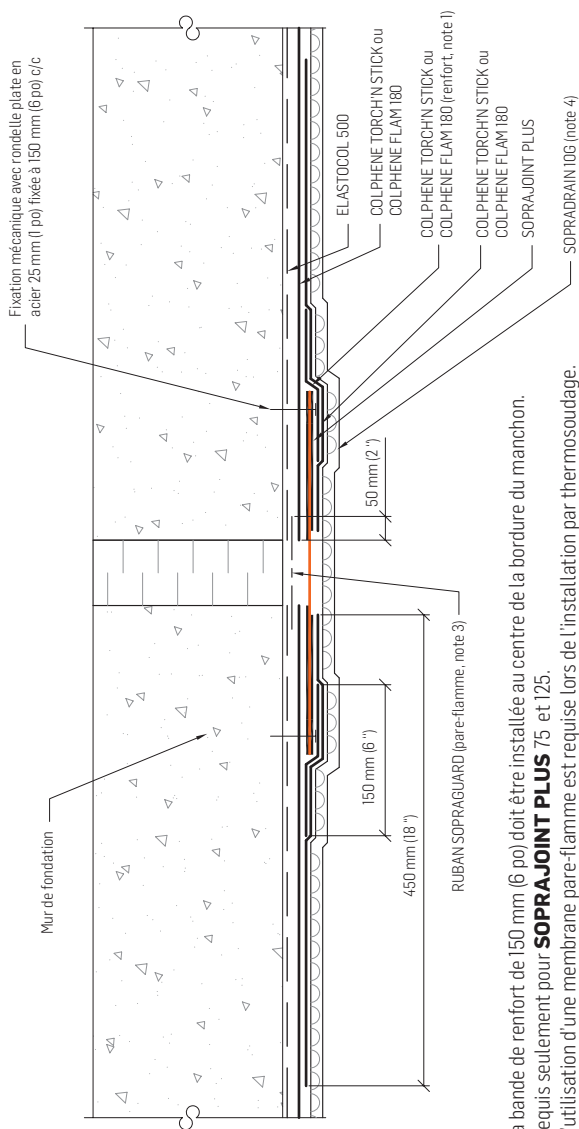 Fixation mécanique avec rondelle plate en
acier 25 mm (1 po) fixée à 150 mm (6 po) c/c
Mur de fondation
ELASTOCOL 500
COLPHENE TORCH'N STICK ou
COLPHENE FLAM 180
COLPHENE TORCH'N STICK ou
COLPHENE FLAM 180 (renfort, note 1)
COLPHENE TORCH'N STICK ou
COLPHENE FLAM 180
SOPRAJOINT PLUS
SOPRADRAIN 10G (note 4)
50 mm (2 ")
150 mm (6 ")
450 mm (18 ")
RUBAN SOPRAGUARD (pare-flamme, note 3)
a bande de renfort de 150 mm (6 po) doit être installée au centre de la bordure du manchon.
equis seulement pour SOPRAJOINT PLUS 75 et 125.
'utilisation d'une membrane pare-flamme est requise lors de l'installation par thermosoudage.